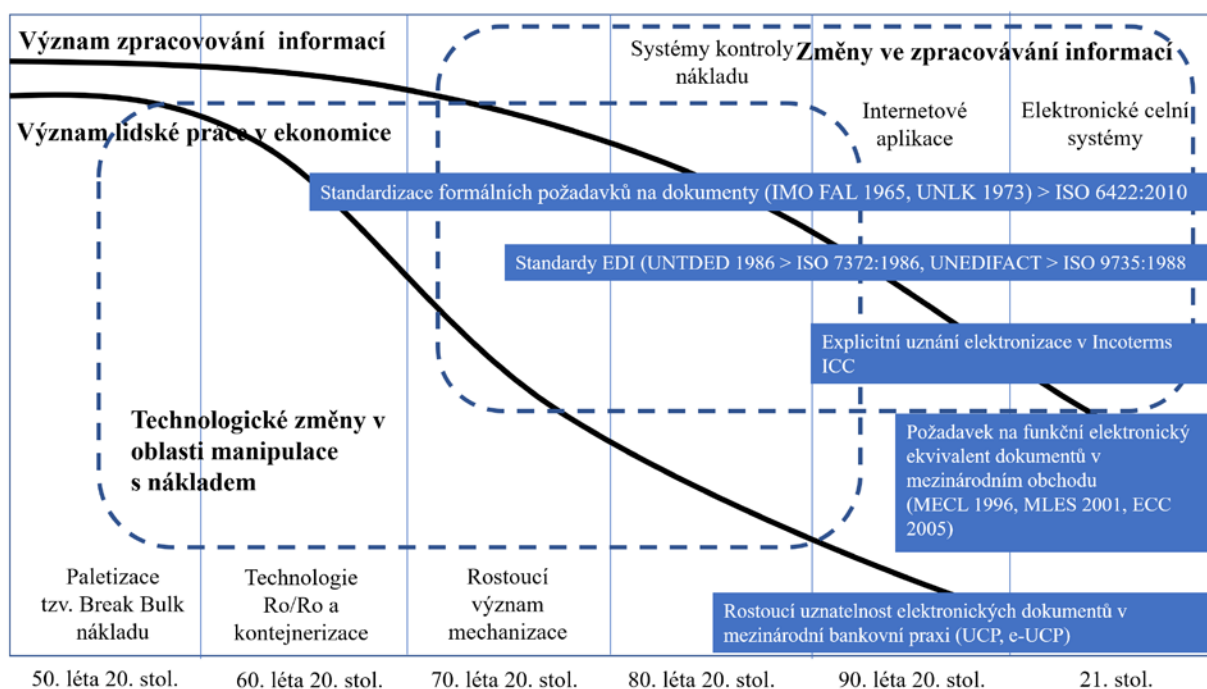 Význam zpracovování informací
Systémy kontroly
nákladu
Změny ve zpracovávání informací
Význam lidské práce v ekonomice
Internetové
aplikace
Elektronické celní
systémy
Standardizace formálních požadavků na dokumenty (IMO FAL 1965, UNLK 1973) > ISO 6422:2010
Standardy EDI (UNTDED 1986 > ISO 7372:1986, UNEDIFACT > ISO 9735:1988
Explicitní uznání elektronizace v Incoterms
ICC
Technologické změny v
oblasti manipulace
s nákladem
Požadavek na funkční elektronický
ekvivalent dokumentů v
mezinárodním obchodu
(MECL 1996, MLES 2001, ECC
2005)
Paletizace
tzv. Break Bulk
nákladu
Technologie
Ro/Ro a
kontejnerizace
Rostoucí
význam
mechanizace
Rostoucí uznatelnost elektronických dokumentů v
mezinárodní bankovní praxi (UCP, e-UCP)
50. léta 20. stol.
60. léta 20. stol.
70. léta 20. stol.
80. léta 20. stol.
90. léta 20. stol.
21. stol.